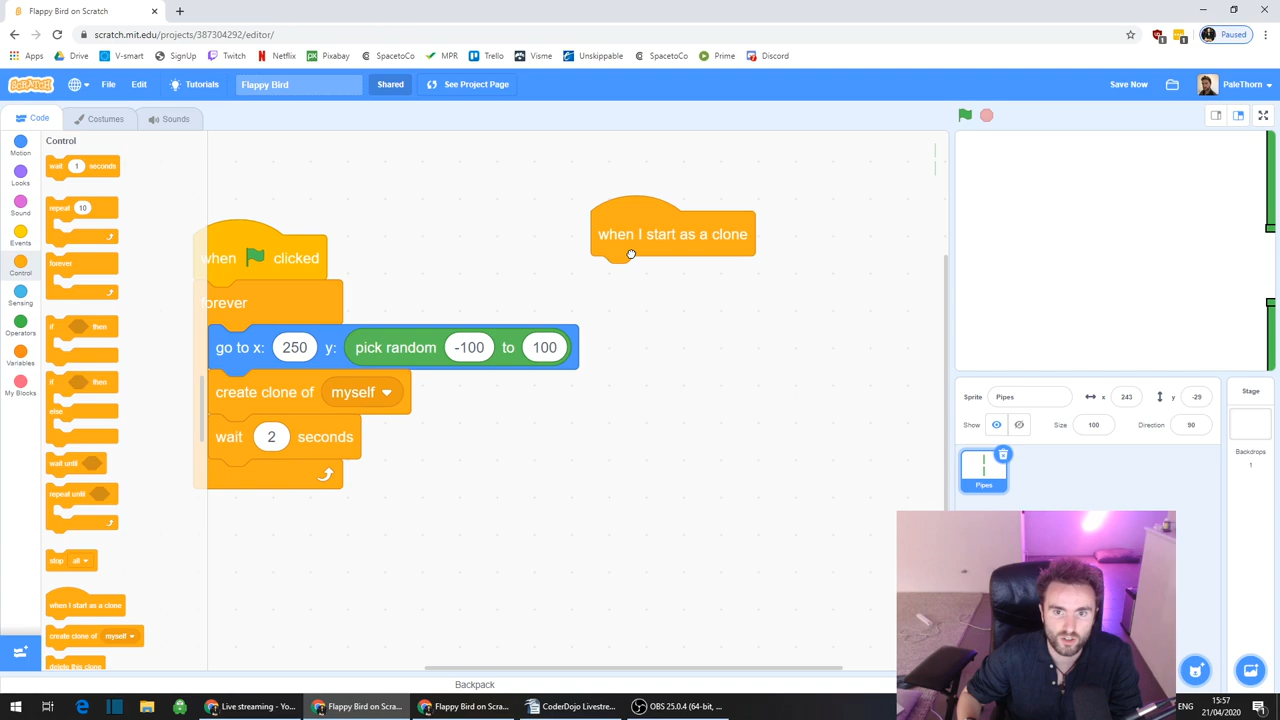 Flappy Bird on Scratch
scratch.mit.edu/projects/387304292/editor/
Paused
Apps
Drive
V-smart
SignUp
Twitch
Netflix
Pixabay
SpacetoCo
MPR
Trello
Visme
Unskippable
SpacetoCo
Prime
Discord
SCRATCH
File
Edit
Tutorials
Flappy Bird
Shared
See Project Page
Save Now
PaleThorn
Code
Costumes
Sounds
Motion
Looks
Sound
Events
Control
Sensing
Operators
Variables
My Blocks
Control
wait 1 seconds
repeat 10
forever
if then
if then
else
wait until
repeat until
stop all
when I start as a clone
create clone of myself
delete this clone
when clicked
forever
go to x: 250 y: pick random -100 to 100
create clone of myself
wait 2 seconds
when I start as a clone
Sprite Pipes x 243 y -29
Show Size 100 Direction 90
Pipes
Stage
Backdrops
1
Backpack
Live streaming - Yo...
Flappy Bird on Scra...
Flappy Bird on Scra...
CoderDojo Livestre...
OBS 25.0.4 (64-bit, ...
ENG
15:57
21/04/2020
1